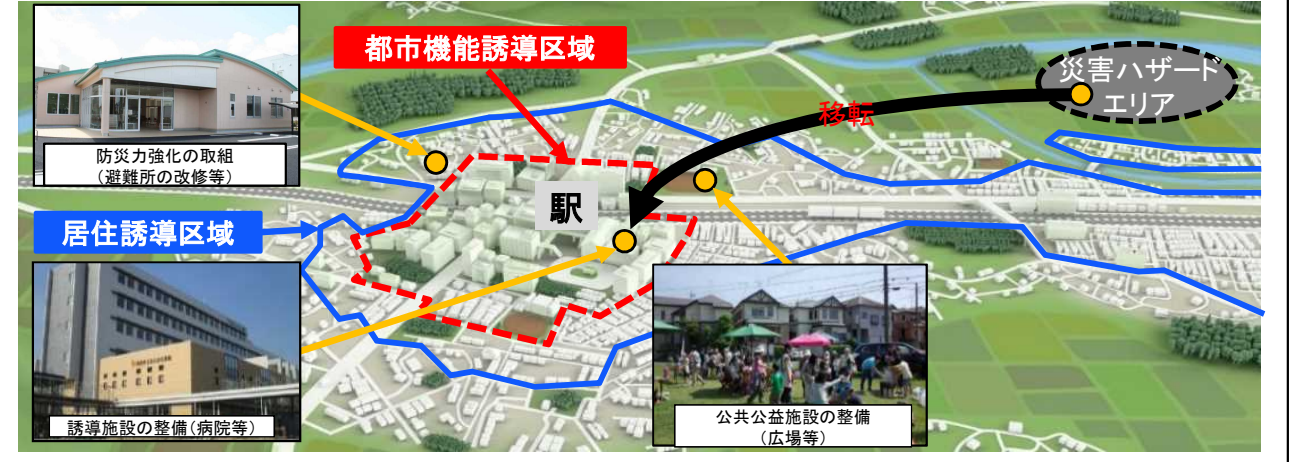 都市機能誘導区域
災害ハザード
エリア
移転
防災力強化の取組
（避難所の改修等）
駅
居住誘導区域
誘導施設の整備（病院等）
公共公益施設の整備
（広場等）